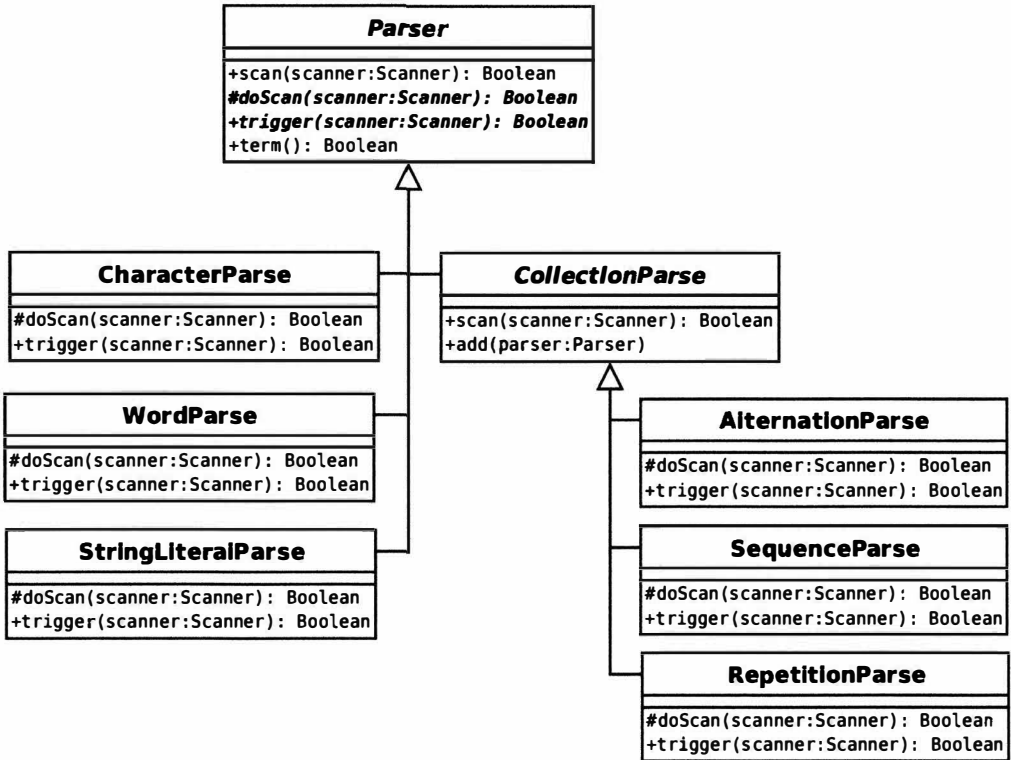 Parser
+scan(scanner:Scanner): Boolean
#doScan(scanner:Scanner): Boolean
+trigger(scanner:Scanner): Boolean
+term(): Boolean
CharacterParse
#doScan(scanner:Scanner): Boolean
+trigger(scanner:Scanner): Boolean
CollectionParse
+scan(scanner:Scanner): Boolean
+add(parser:Parser)
WordParse
#doScan(scanner:Scanner): Boolean
+trigger(scanner:Scanner): Boolean
AlternationParse
#doScan(scanner:Scanner): Boolean
+trigger(scanner:Scanner): Boolean
StringLiteralParse
#doScan(scanner:Scanner): Boolean
+trigger(scanner:Scanner): Boolean
SequenceParse
#doScan(scanner:Scanner): Boolean
+trigger(scanner:Scanner): Boolean
RepetitionParse
#doScan(scanner:Scanner): Boolean
+trigger(scanner:Scanner): Boolean